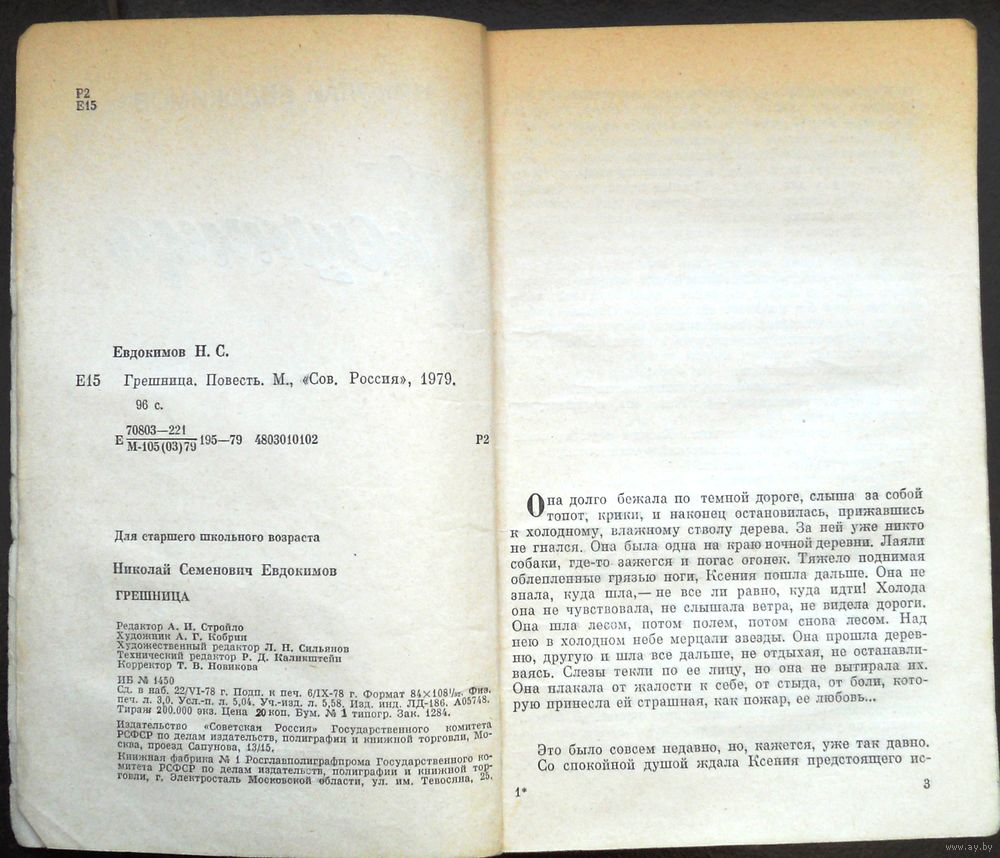 Р2
Е15
Евдокимов Н. С.
Е15 Грешница. Повесть. М., «Сов. Россия», 1979.
96 с.
Е 70803—221
М-105(03)79 195—79 4803010102 Р2
Для старшего школьного возраста
Николай Семенович Евдокимов
ГРЕШНИЦА
Редактор А. И. Стройло
Художник А. Г. Кобрин
Художественный редактор Л. Н. Сильянов
Технический редактор Р. Д. Каликштейн
Корректор Т. В. Новикова
ИБ № 1450
Сд. в наб. 22/VI-78 г. Подп. к печ. 6/IX-78 г. Формат 84×108¹/₃₂. Физ.
печ. л. 3,0. Усл.-п. л. 5,04. Уч.-изд. л. 5,58. Изд. инд. ЛД-186. А05748.
Тираж 200.000 экз. Цена 20 коп. Бум. № 1 типогр. Зак. 1284.
Издательство «Советская Россия» Государственного комитета
РСФСР по делам издательств, полиграфии и книжной торговли, Мо-
сква, проезд Сапунова, 13/15.
Книжная фабрика № 1 Росглавполиграфпрома Государственного ко-
митета РСФСР по делам издательств, полиграфии и книжной тор-
говли, г. Электросталь Московской области, ул. им. Тевосяна, 25.
Она долго бежала по темной дороге, слыша за собой
топот, крики, и наконец остановилась, прижавшись
к холодному, влажному стволу дерева. За ней уже никто
не гнался. Она была одна на краю ночной деревни. Лаяли
собаки, где-то зажегся и погас огонек. Тяжело поднимая
облепленные грязью ноги, Ксения пошла дальше. Она не
знала, куда шла,— не все ли равно, куда идти! Холода
она не чувствовала, не слышала ветра, не видела дороги.
Она шла лесом, потом полем, потом снова лесом. Над
нею в холодном небе мерцали звезды. Она прошла дерев-
ню, другую и шла все дальше, не отдыхая, не останавли-
ваясь. Слезы текли по ее лицу, но она не вытирала их.
Она плакала от жалости к себе, от стыда, от боли, кото-
рую принесла ей страшная, как пожар, ее любовь...
Это было совсем недавно, но, кажется, уже так давно.
Со спокойной душой ждала Ксения предстоящего ис-
1*
3
www.ay.by